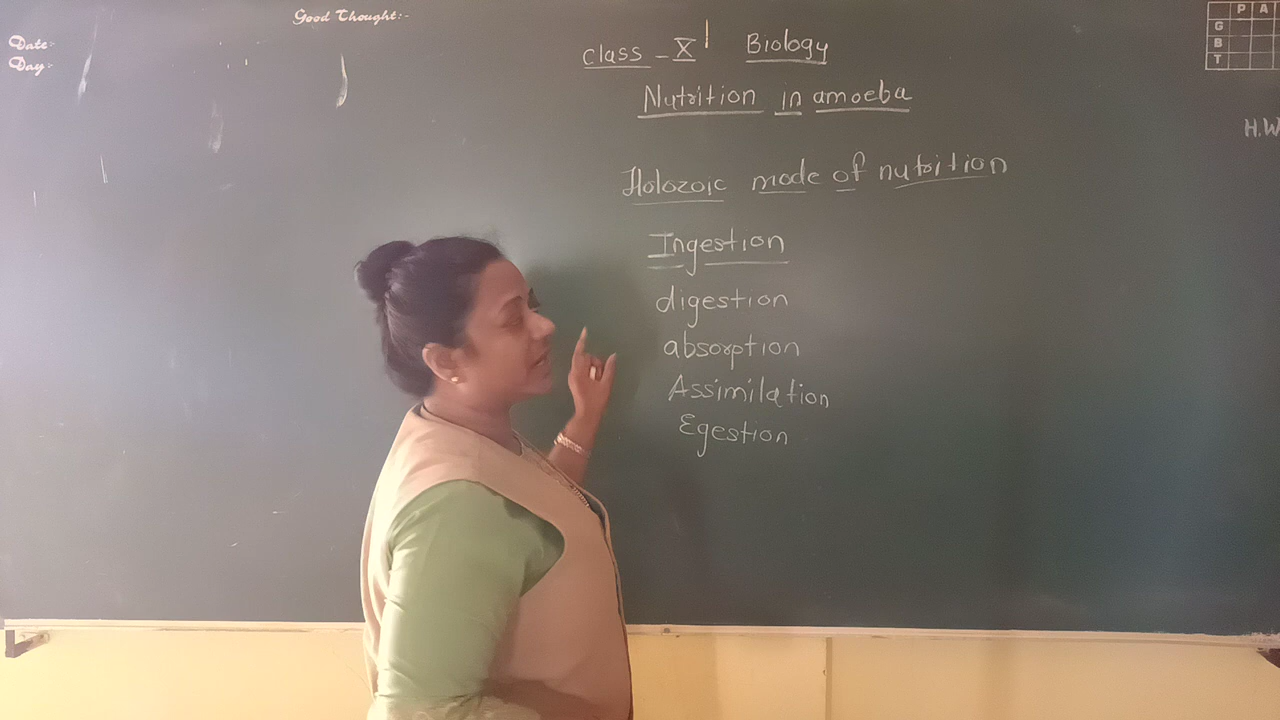 Good Thought:-
Date:-
Day:-
P A
G
B
T
H.W
Class - X Biology
Nutrition in amoeba
Holozoic mode of nutrition
Ingestion
digestion
absorption
Assimilation
Egestion